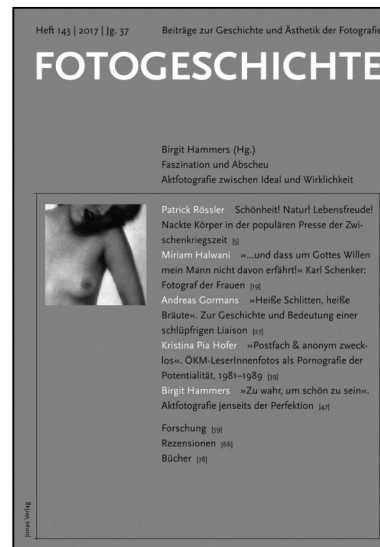 Heft 143 | 2017 | Jg. 37
Beiträge zur Geschichte und Ästhetik der Fotografie
FOTOGESCHICHTE
Birgit Hammers (Hg.)
Faszination und Abscheu
Aktfotografie zwischen Ideal und Wirklichkeit
Patrick Rössler Schönheit! Natur! Lebensfreude!
Nackte Körper in der populären Presse der Zwi-
schenkriegszeit [5]
Miriam Halwani »...und dass um Gottes Willen
mein Mann nicht davon erfährt!« Karl Schenker:
Fotograf der Frauen [19]
Andreas Gormans »Heiße Schlitten, heiße
Bräute«. Zur Geschichte und Bedeutung einer
schlüpfrigen Liaison [27]
Kristina Pia Hofer »Postfach & anonym zweck-
los«. ÖKM-LeserInnenfotos als Pornografie der
Potentialität, 1981–1989 [39]
Birgit Hammers »Zu wahr, um schön zu sein«.
Aktfotografie jenseits der Perfektion [47]
Forschung [59]
Rezensionen [66]
Bücher [78]
Jonas Verlag